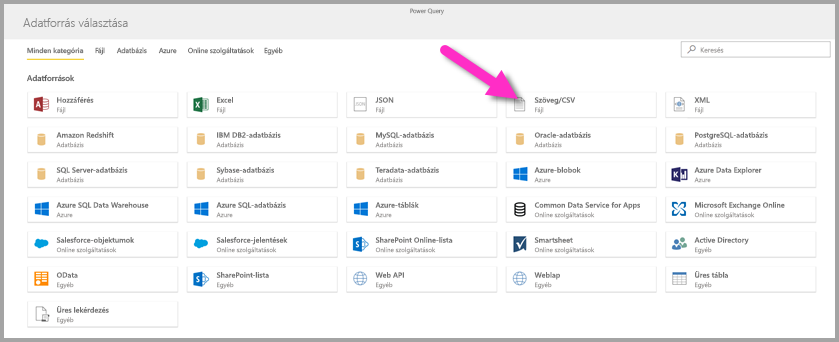 Power Query
Adatforrás választása
Minden kategória Fájl Adatbázis Azure Online szolgáltatások Egyéb
Keresés
Adatforrások
Hozzáférés Excel JSON Szöveg/CSV XML
Fájl Fájl Fájl Fájl Fájl
Amazon Redshift IBM DB2-adatbázis MySQL-adatbázis Oracle-adatbázis PostgreSQL-adatbázis
Adatbázis Adatbázis Adatbázis Adatbázis Adatbázis
SQL Server-adatbázis Sybase-adatbázis Teradata-adatbázis Azure-blobok Azure Data Explorer
Adatbázis Adatbázis Adatbázis Azure Azure
Azure SQL Data Warehouse Azure SQL-adatbázis Azure-táblák Common Data Service for Apps Microsoft Exchange Online
Azure Azure Azure Online szolgáltatások Online szolgáltatások
Salesforce-objektumok Salesforce-jelentések SharePoint Online-lista Smartsheet Active Directory
Online szolgáltatások Online szolgáltatások Online szolgáltatások Online szolgáltatások Egyéb
OData SharePoint-lista Web API Weblap Üres tábla
Egyéb Egyéb Egyéb Egyéb Egyéb
Üres lekérdezés
Egyéb